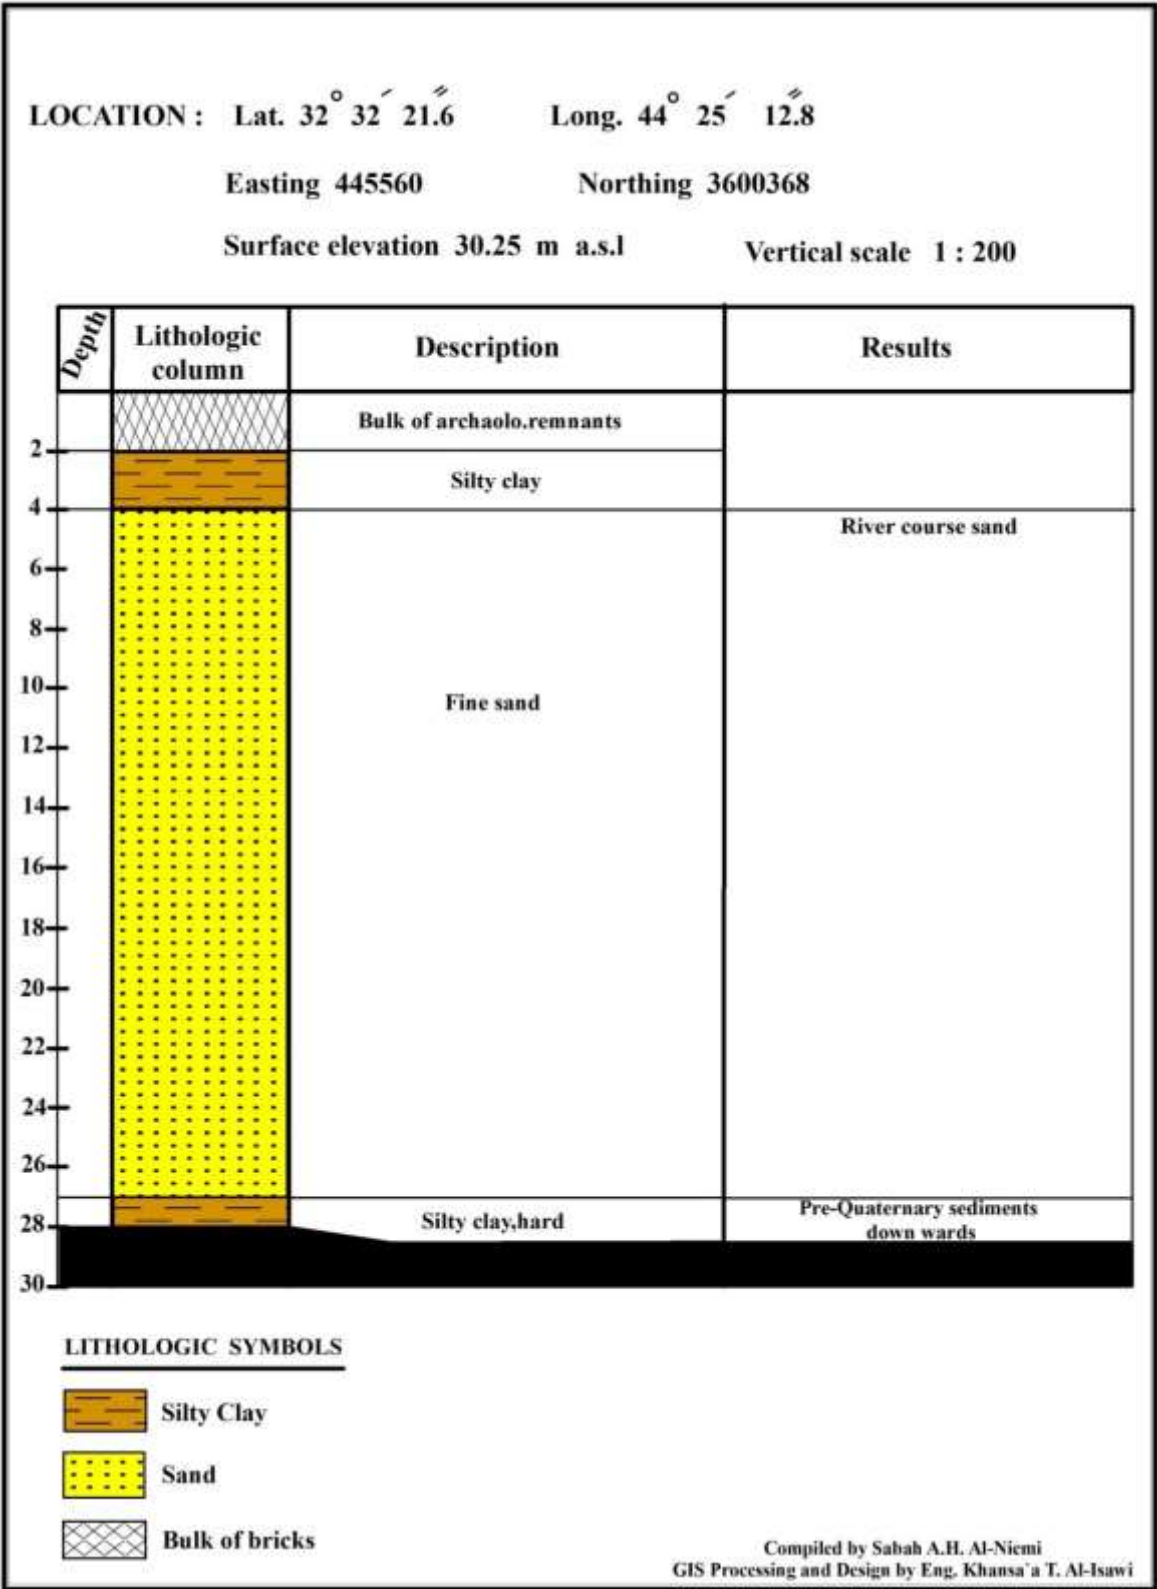 LOCATION : Lat. 32° 32′ 21.6″ Long. 44° 25′ 12.8″
Easting 445560 Northing 3600368
Surface elevation 30.25 m a.s.l Vertical scale 1 : 200
Depth Lithologic column Description Results
Bulk of archaolo.remnants
2
Silty clay
4
River course sand
6
8
10
Fine sand
12
14
16
18
20
22
24
26
Pre-Quaternary sediments
down wards
Silty clay,hard
28
30
LITHOLOGIC SYMBOLS
Silty Clay
Sand
Bulk of bricks
Compiled by Sabah A.H. Al-Niemi
GIS Processing and Design by Eng. Khansa`a T. Al-Isawi